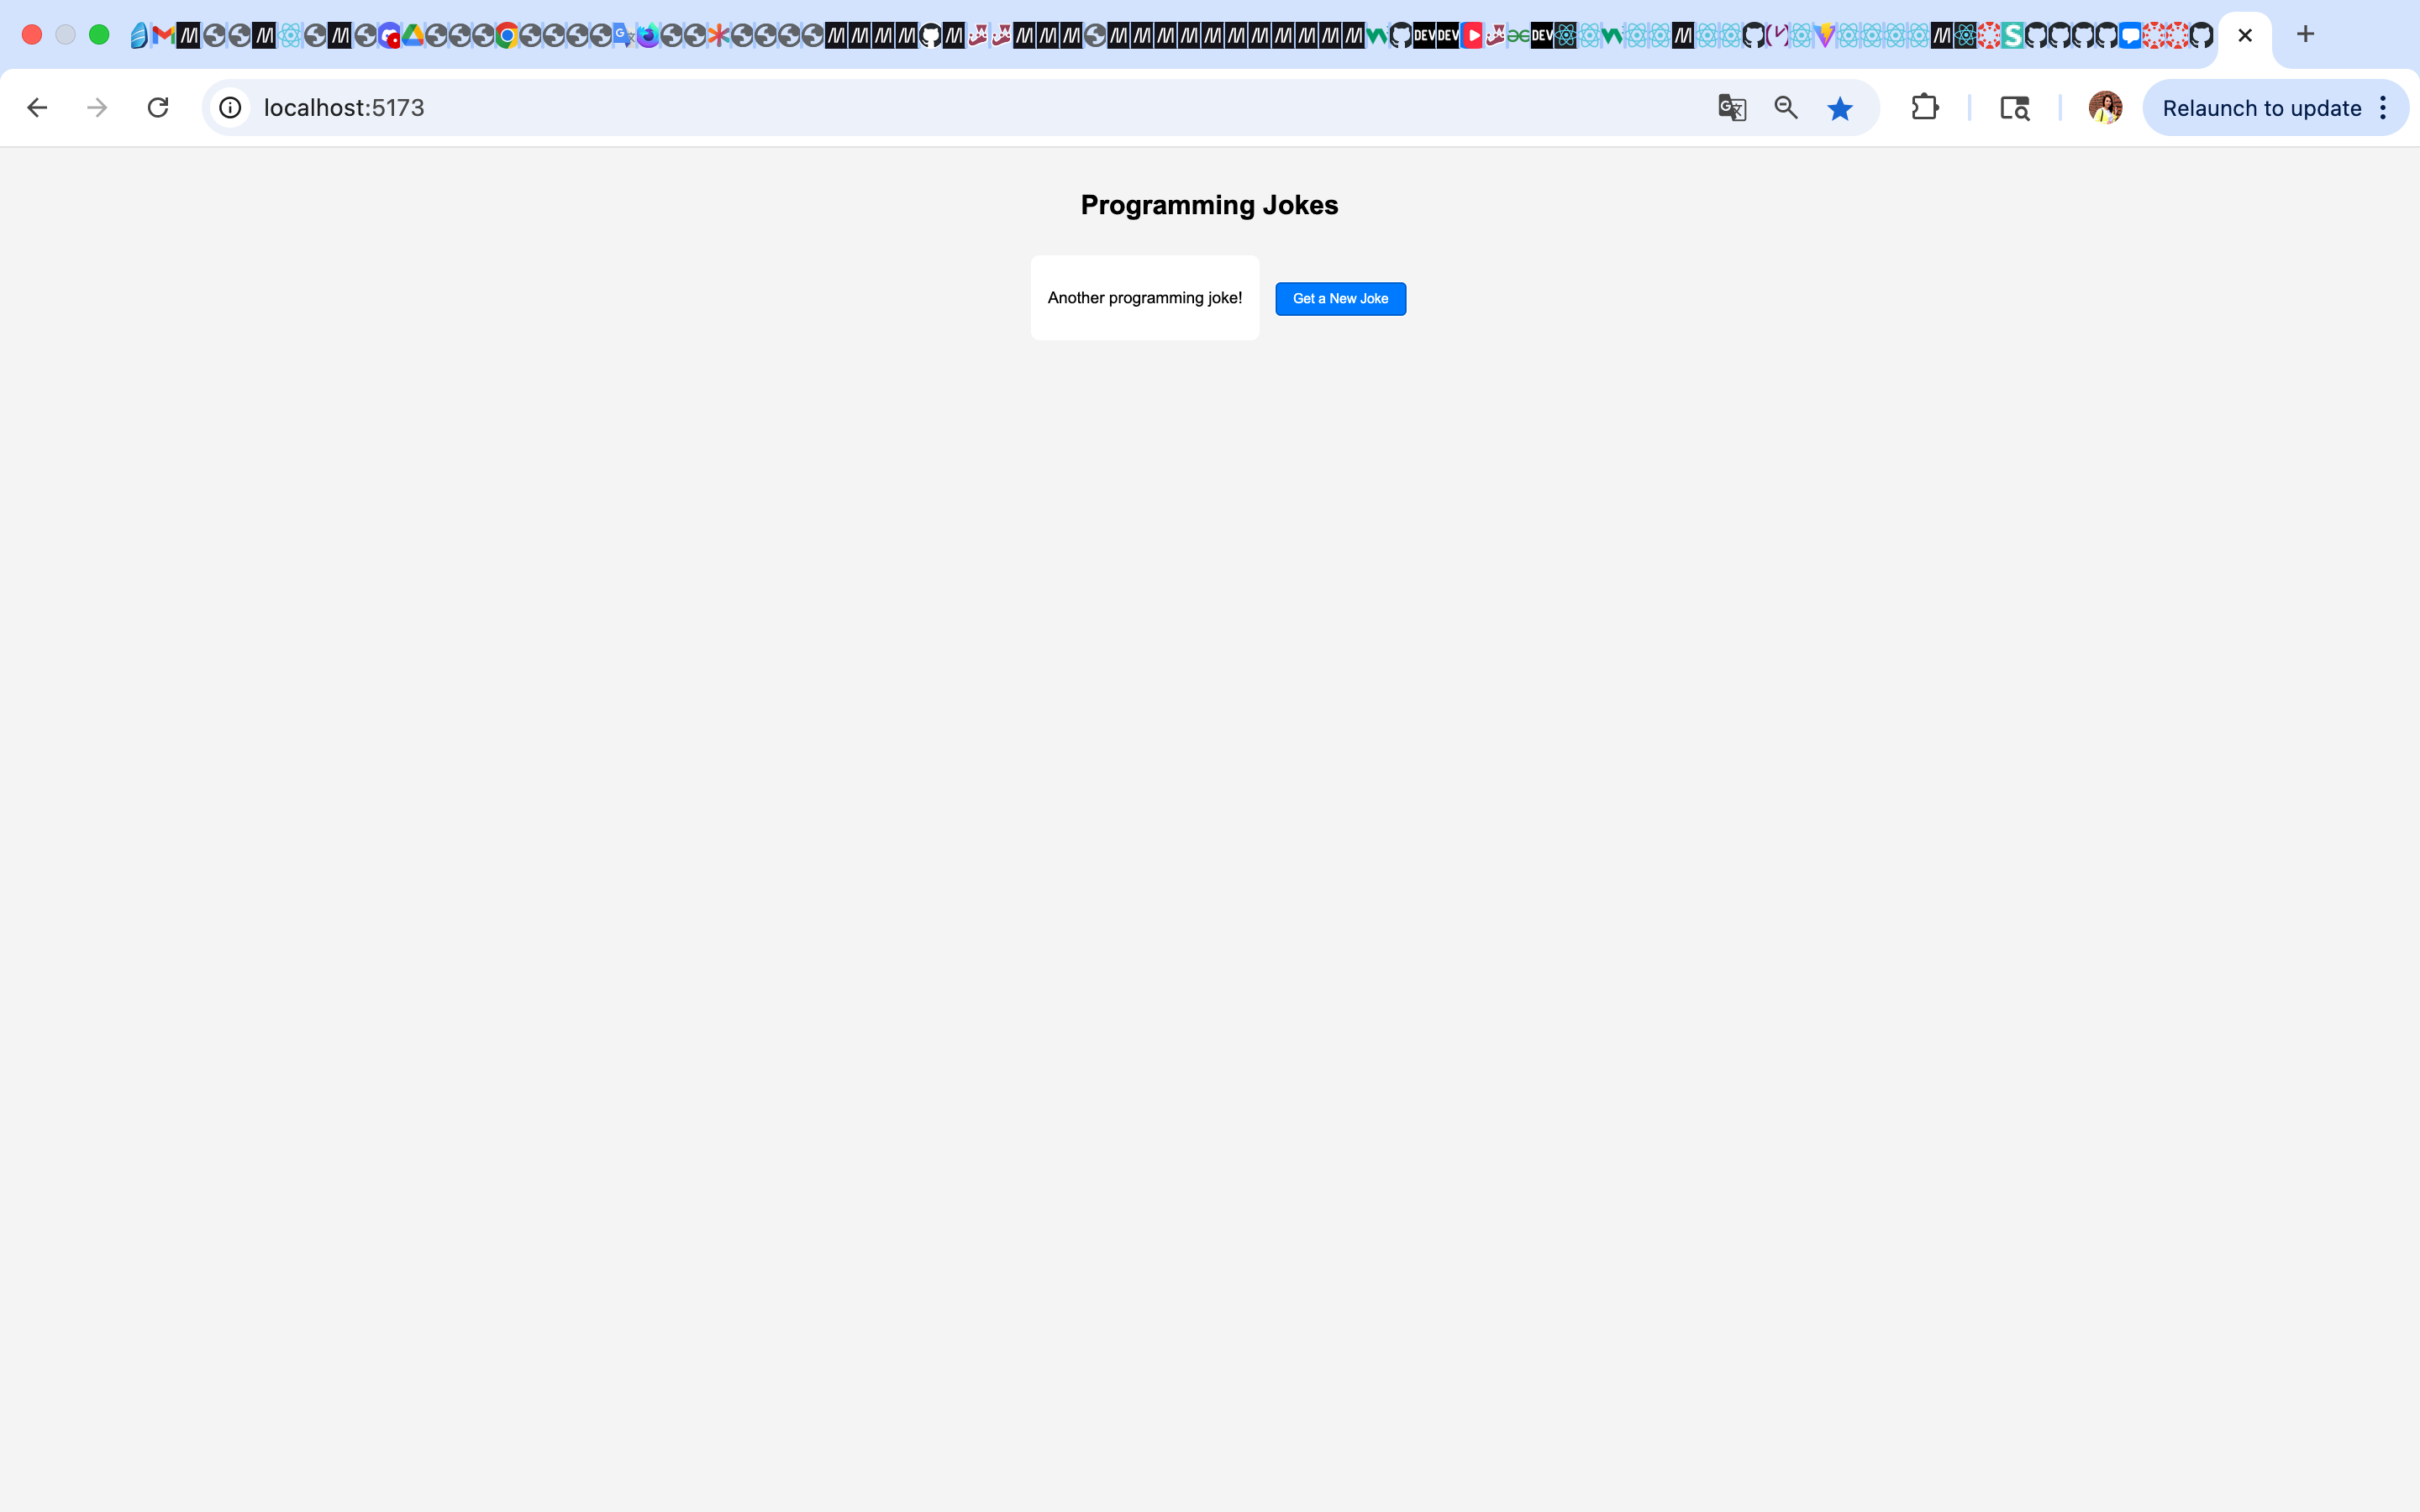 DEV DEV DEV
localhost:5173
Relaunch to update
Programming Jokes
Another programming joke!
Get a New Joke